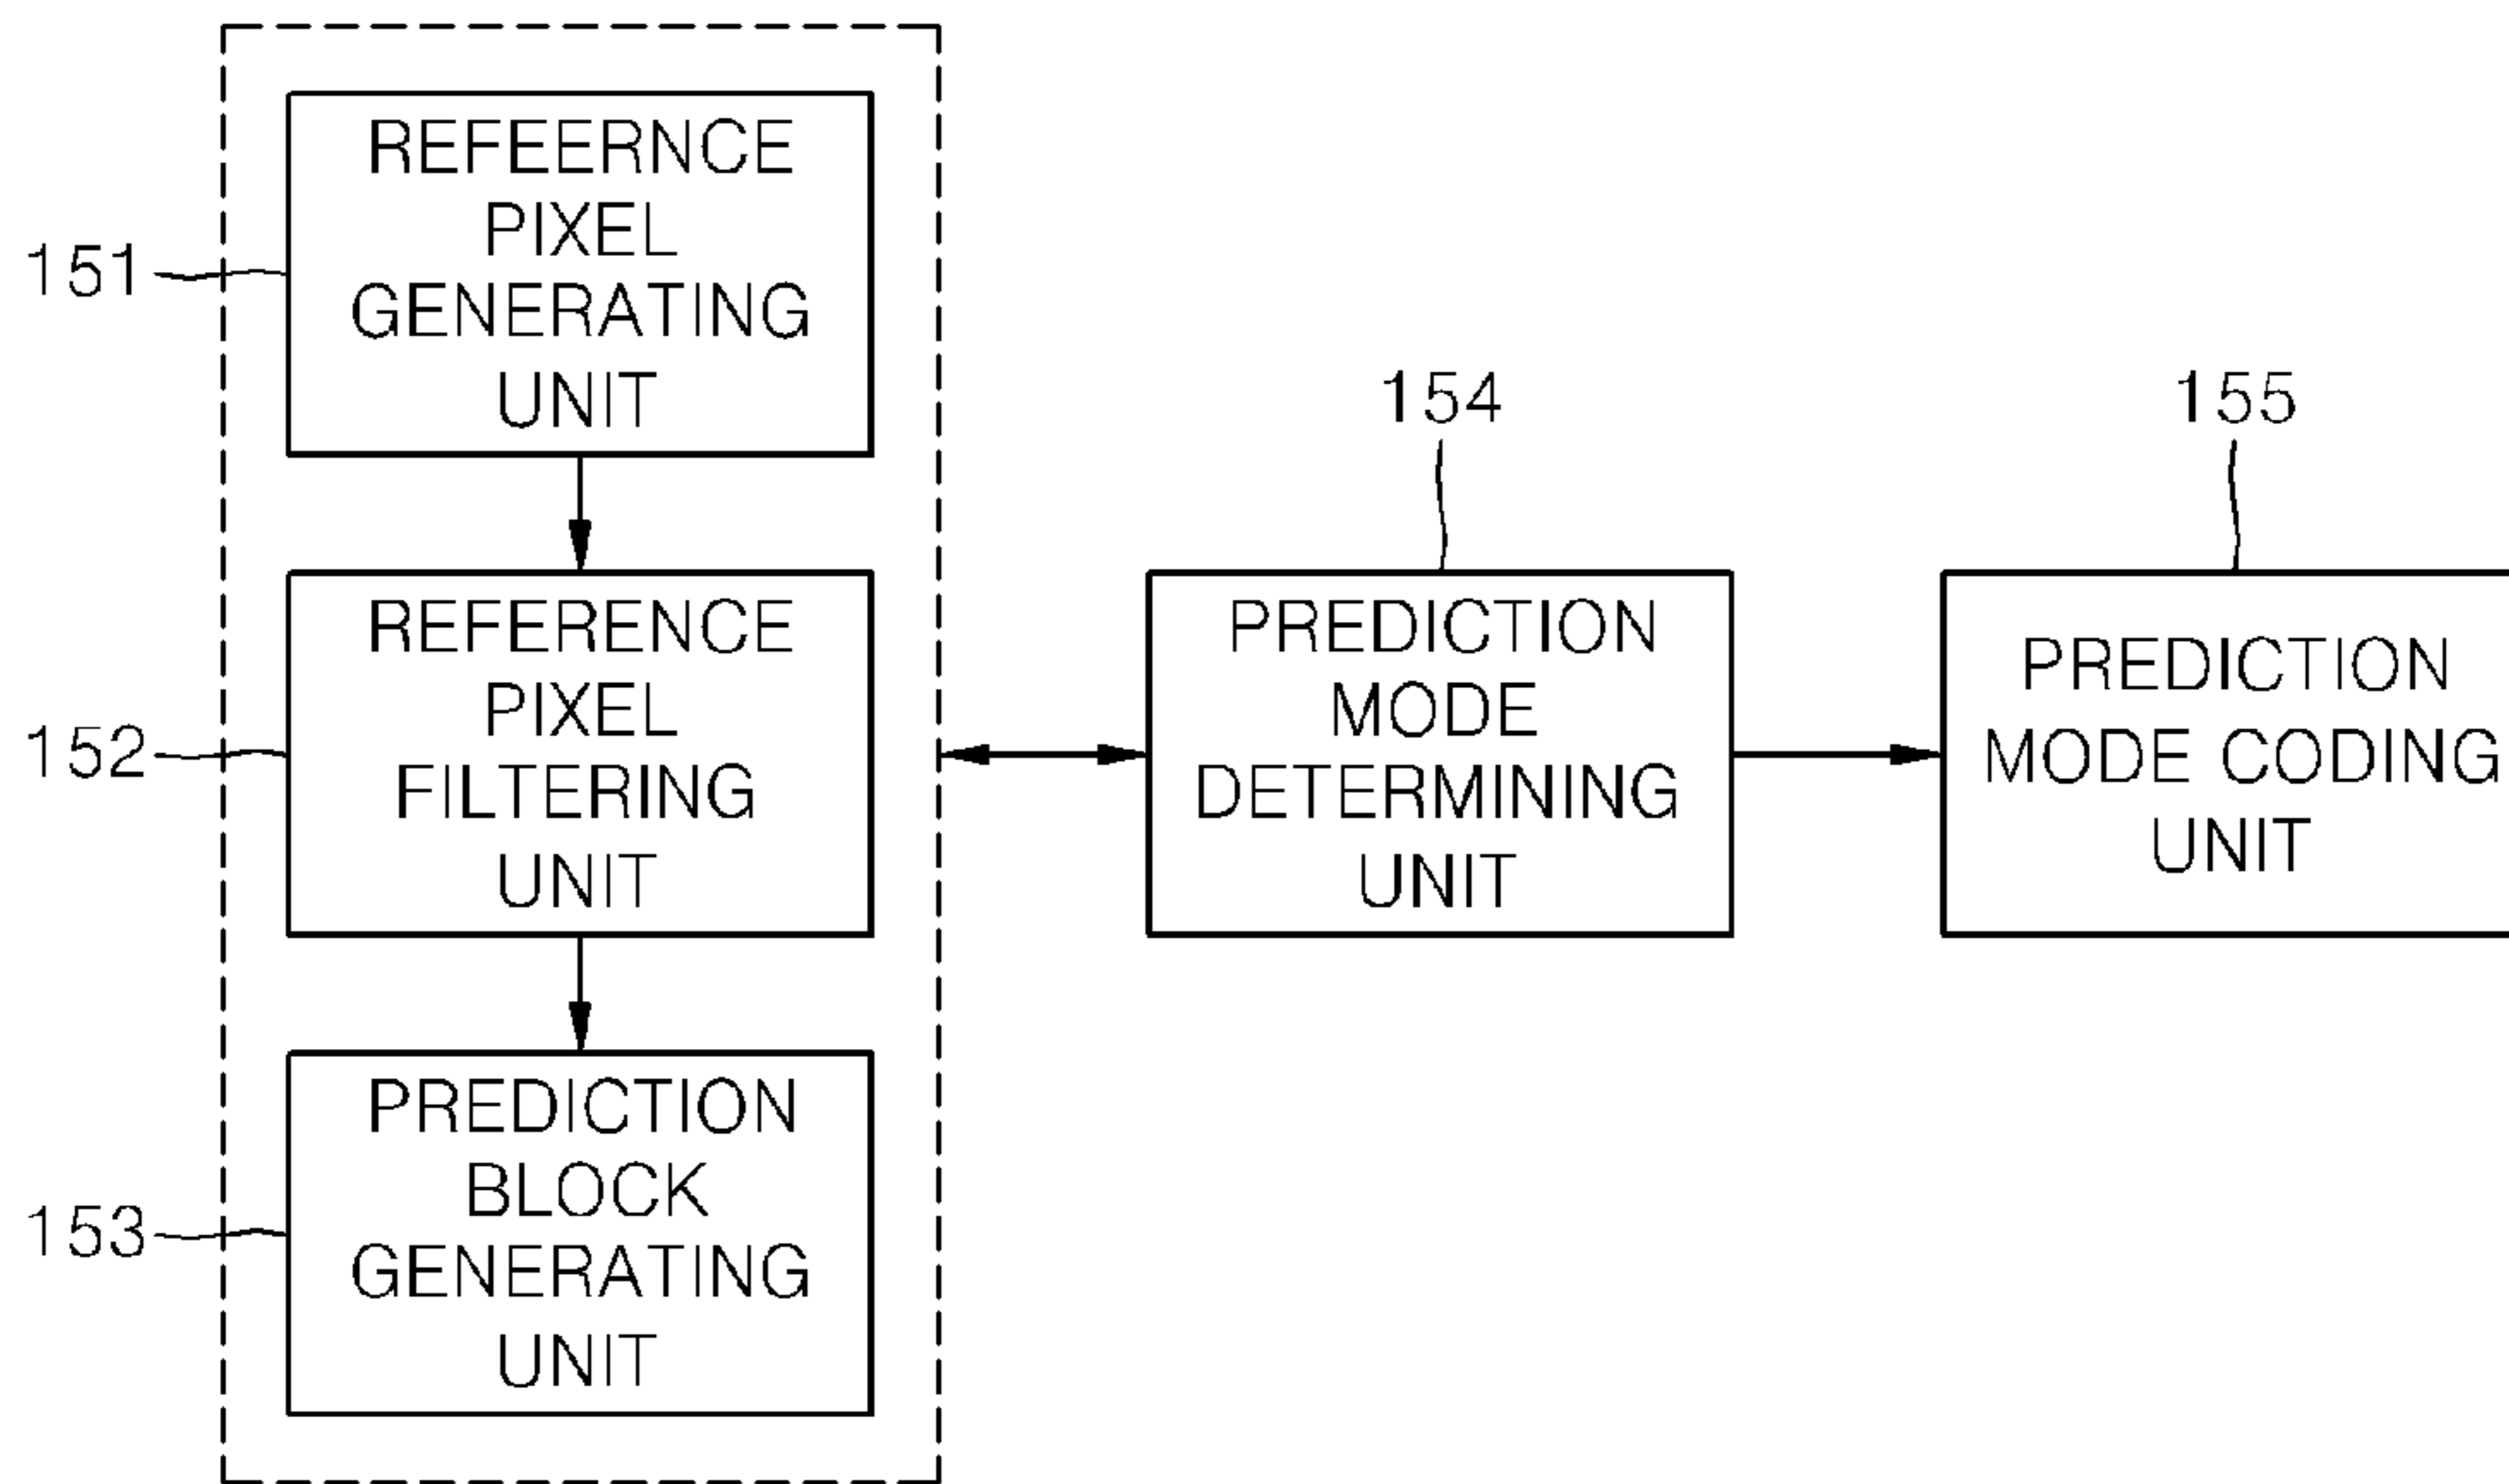 REFEERNCE
PIXEL
GENERATING
UNIT
151
REFERENCE
PIXEL
FILTERING
UNIT
152
PREDICTION
BLOCK
GENERATING
UNIT
153
154
PREDICTION
MODE
DETERMINING
UNIT
155
PREDICTION
MODE CODING
UNIT